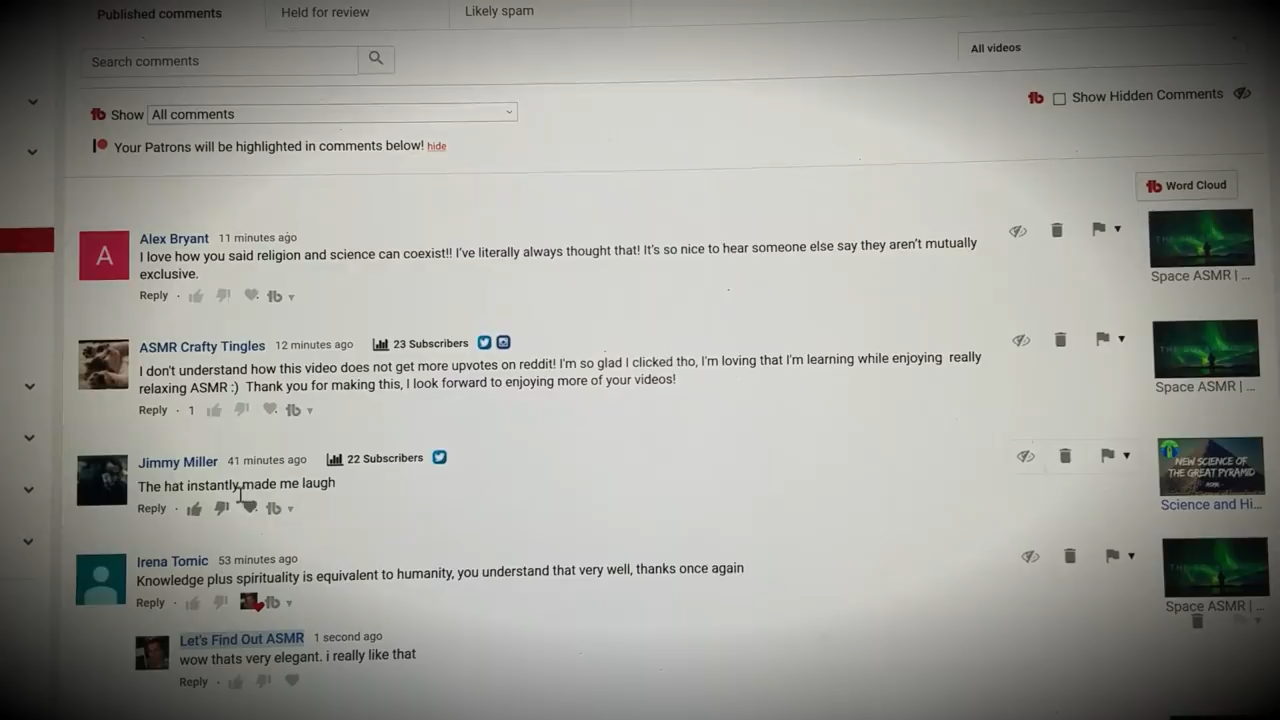 Published comments
Held for review
Likely spam
Search comments
All videos
Show All comments
Show Hidden Comments
Your Patrons will be highlighted in comments below! hide
Word Cloud
A
Alex Bryant 11 minutes ago
I love how you said religion and science can coexist!! I've literally always thought that! It's so nice to hear someone else say they aren't mutually
exclusive.
Reply
Space ASMR | ...
ASMR Crafty Tingles 12 minutes ago 23 Subscribers
I don't understand how this video does not get more upvotes on reddit! I'm so glad I clicked tho, I'm loving that I'm learning while enjoying really
relaxing ASMR :) Thank you for making this, I look forward to enjoying more of your videos!
Reply · 1
Space ASMR | ...
Jimmy Miller 41 minutes ago 22 Subscribers
The hat instantly made me laugh
Reply
NEW SCIENCE OF
THE GREAT PYRAMID
Science and Hi...
Irena Tomic 53 minutes ago
Knowledge plus spirituality is equivalent to humanity, you understand that very well, thanks once again
Reply
Space ASMR | ...
Let's Find Out ASMR 1 second ago
wow thats very elegant. i really like that
Reply